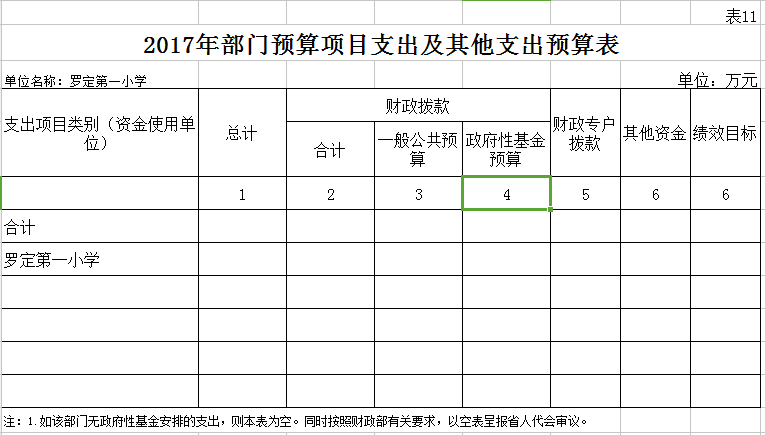 表11
2017年部门预算项目支出及其他支出预算表
单位名称：罗定第一小学
单位：万元
支出项目类别（资金使用单
位）
总计
财政拨款
合计
一般公共预
算
政府性基金
预算
财政专户
拨款
其他资金
绩效目标
1
2
3
4
5
6
6
合计
罗定第一小学
注：1.如该部门无政府性基金安排的支出，则本表为空。同时按照财政部有关要求，以空表呈报省人代会审议。